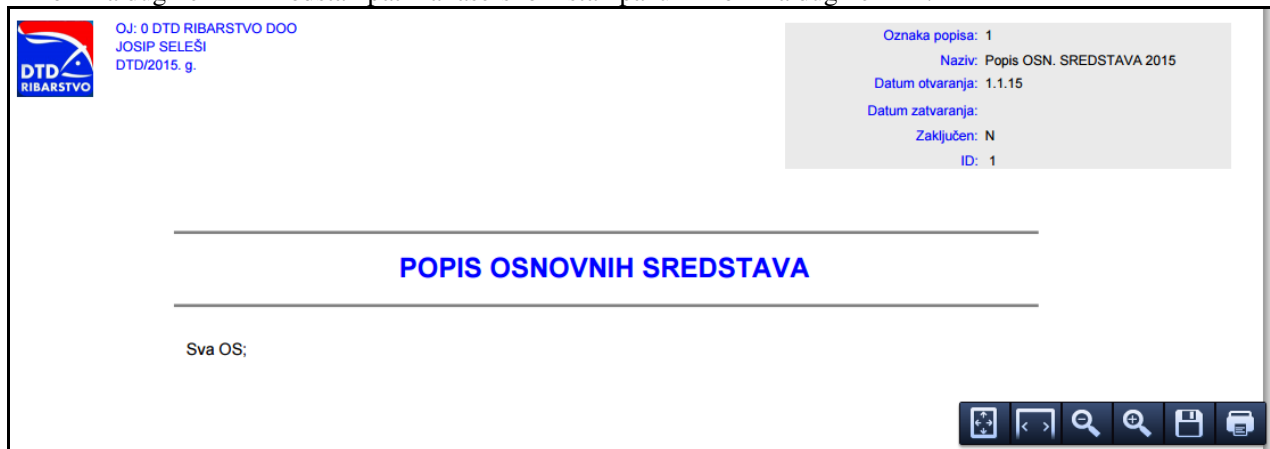 DTD
RIBARSTVO
OJ: 0 DTD RIBARSTVO DOO
JOSIP SELEŠI
DTD/2015. g.
Oznaka popisa: 1
Naziv: Popis OSN. SREDSTAVA 2015
Datum otvaranja: 1.1.15
Datum zatvaranja:
Zaključen: N
ID: 1
POPIS OSNOVNIH SREDSTAVA
Sva OS;